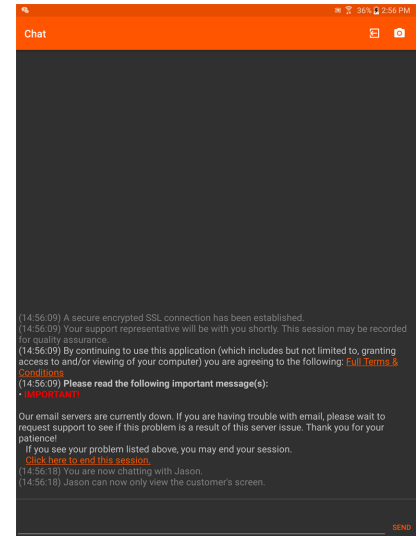 36% 2:56 PM
Chat
(14:56:09) A secure encrypted SSL connection has been established.
(14:56:09) Your support representative will be with you shortly. This session may be recorded
for quality assurance.
(14:56:09) By continuing to use this application (which includes but not limited to, granting
access to and/or viewing of your computer) you are agreeing to the following: Full Terms &
Conditions
(14:56:09) Please read the following important message(s):
• IMPORTANT!
Our email servers are currently down. If you are having trouble with email, please wait to
request support to see if this problem is a result of this server issue. Thank you for your
patience!
If you see your problem listed above, you may end your session.
Click here to end this session.
(14:56:18) You are now chatting with Jason.
(14:56:18) Jason can now only view the customer's screen.
SEND